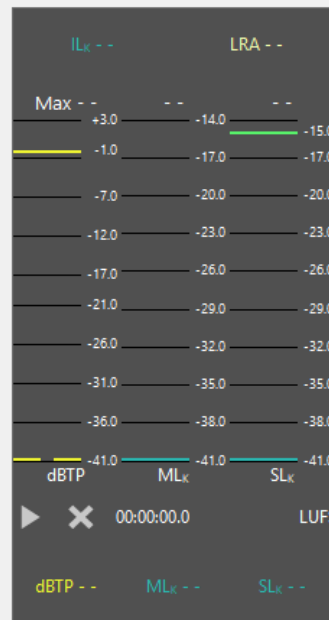 ILK - - LRA - -
Max - - - - - -
+3.0 -14.0 -15.0
-1.0 -17.0 -17.0
-7.0 -20.0 -20.0
-12.0 -23.0 -23.0
-17.0 -26.0 -26.0
-21.0 -29.0 -29.0
-26.0 -32.0 -32.0
-31.0 -35.0 -35.0
-36.0 -38.0 -38.0
-41.0 -41.0 -41.0
dBTP MLK SLK
00:00:00.0 LUF
dBTP - - MLK - - SLK - -